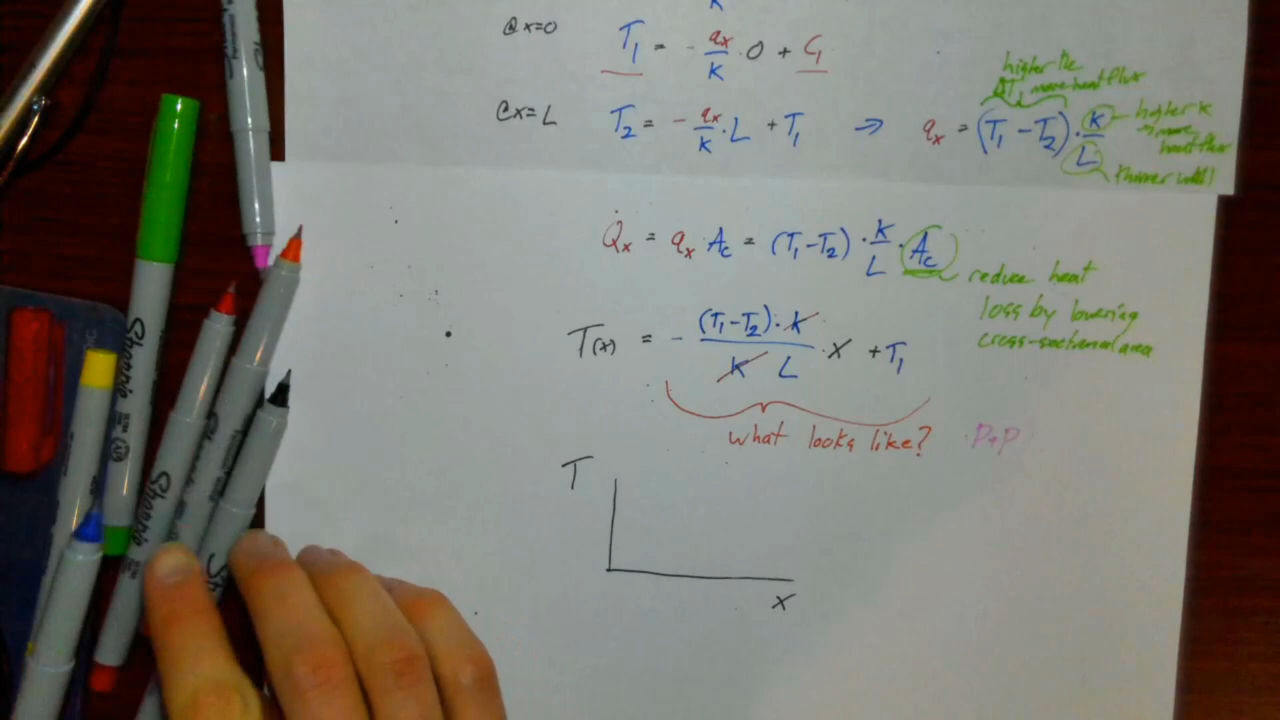 K
@x=0 T1 = - qx/K · O + C1
higher the
ΔT, more heat flux
@x=L T2 = - qx/K · L + T1 ⇒ qx = (T1 - T2) · K/L
higher k
→ more
heat flux
thinner wall!
Q̇x = qx Ac = (T1-T2) · K/L · Ac
reduce heat
loss by lowering
cross-sectional area
T(x) = - (T1-T2)·K/K L · X + T1
what looks like? P+P
T
x
Sharpie
Sharpie